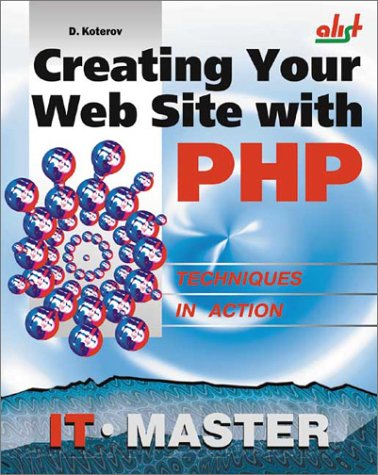 D. Koterov
alist
Creating Your
Web Site with
PHP
TECHNIQUES
IN ACTION
IT • MASTER